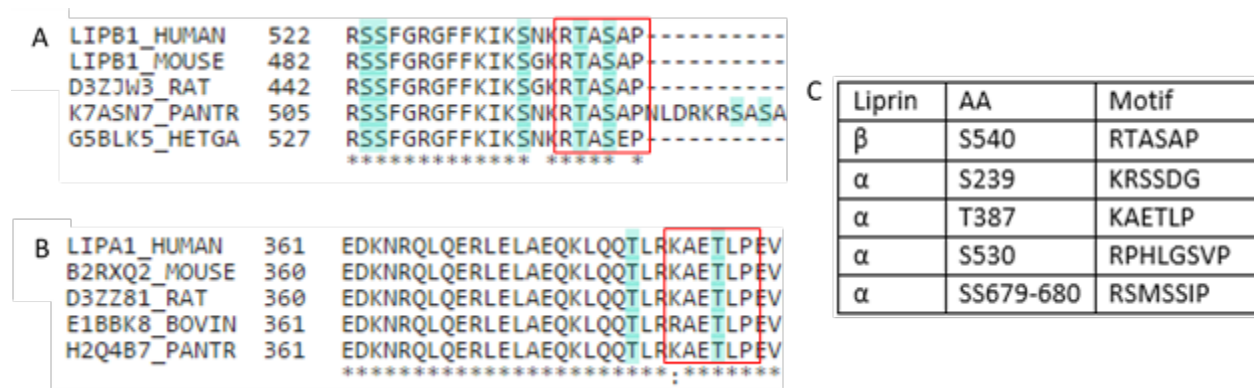 A
LIPB1_HUMAN 522 RSSFGRGFFKIKSNKRTASAP----------
LIPB1_MOUSE 482 RSSFGRGFFKIKSGKRTASAP----------
D3ZJW3_RAT 442 RSSFGRGFFKIKSGKRTASAP----------
K7ASN7_PANTR 505 RSSFGRGFFKIKSNKRTASAPNLDRKRSASA
G5BLK5_HETGA 527 RSSFGRGFFKIKSNKRTASEP----------
************* ***** *
B
LIPA1_HUMAN 361 EDKNRQLQERLELAEQKLQQTLRKAETLPEV
B2RXQ2_MOUSE 360 EDKNRQLQERLELAEQKLQQTLRKAETLPEV
D3ZZ81_RAT 360 EDKNRQLQERLELAEQKLQQTLRKAETLPEV
E1BBK8_BOVIN 361 EDKNRQLQERLELAEQKLQQTLRRAETLPEV
H2Q4B7_PANTR 361 EDKNRQLQERLELAEQKLQQTLRKAETLPEV
***********************:*******
C
Liprin AA Motif
β S540 RTASAP
α S239 KRSSDG
α T387 KAETLP
α S530 RPHLGSVP
α SS679-680 RSMSSIP